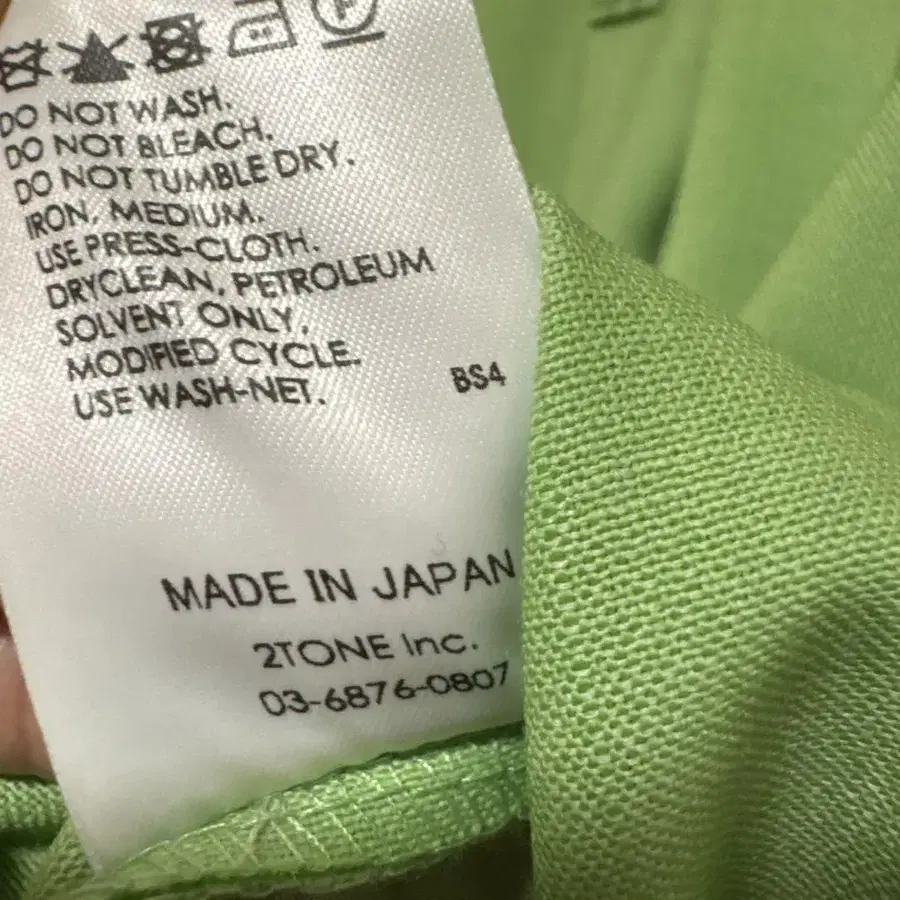 DO NOT WASH.
DO NOT BLEACH.
DO NOT TUMBLE DRY.
IRON, MEDIUM.
USE PRESS-CLOTH.
DRYCLEAN, PETROLEUM
SOLVENT ONLY,
MODIFIED CYCLE.
USE WASH-NET.
BS4
MADE IN JAPAN
2TONE Inc.
03-6876-0807